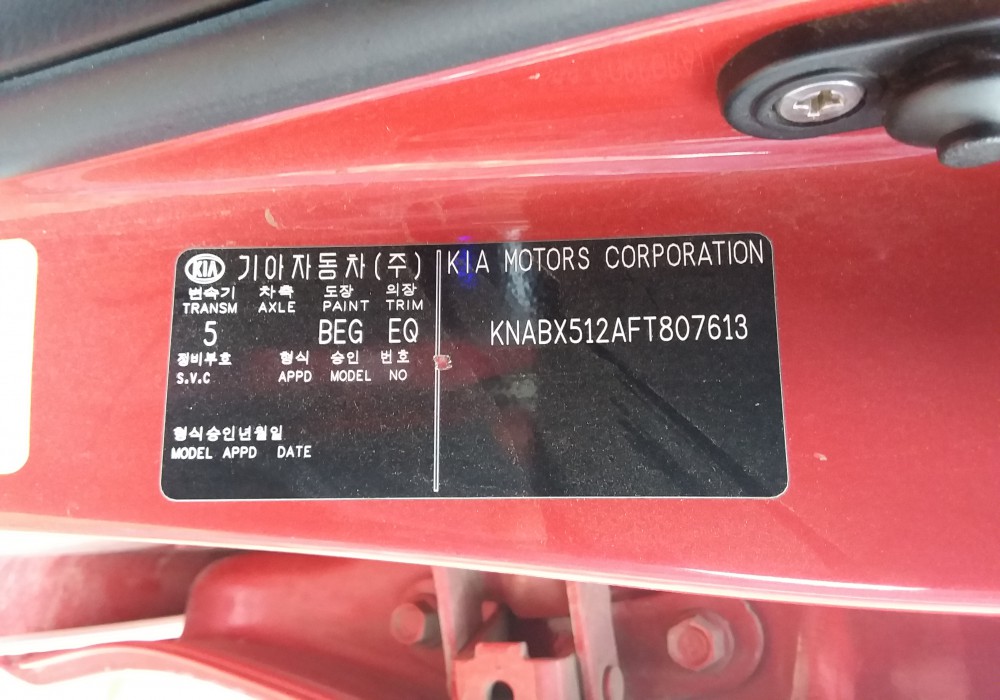 KIA 기아자동차(주) KIA MOTORS CORPORATION
변속기 차축 도장 의장
TRANSM AXLE PAINT TRIM
5 BEG EQ KNABX512AFT807613
정비부호 형식 승인 번호
S.V.C APPD MODEL NO
형식승인년월일
MODEL APPD DATE